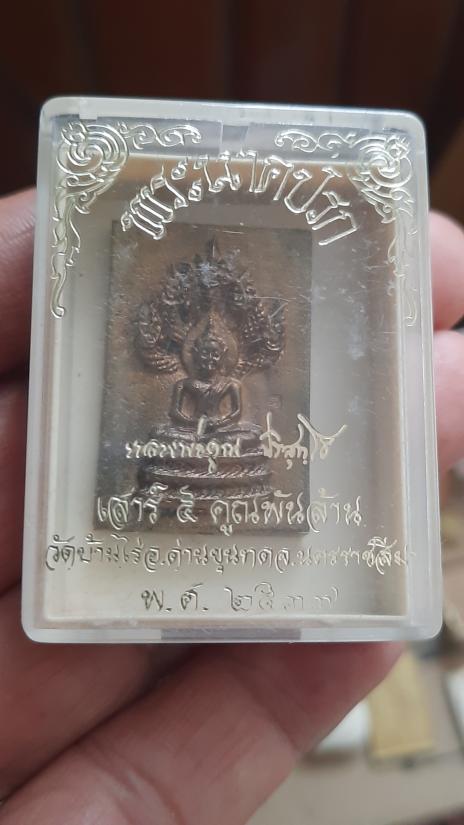 พระนาคปรก
หลวงพ่อคูณ ปริสุทฺโธ
เสาร์ ๕ คูณพันล้าน
วัดบ้านไร่ อ.ด่านขุนทด จ.นครราชสีมา
พ.ศ. ๒๕๓๗